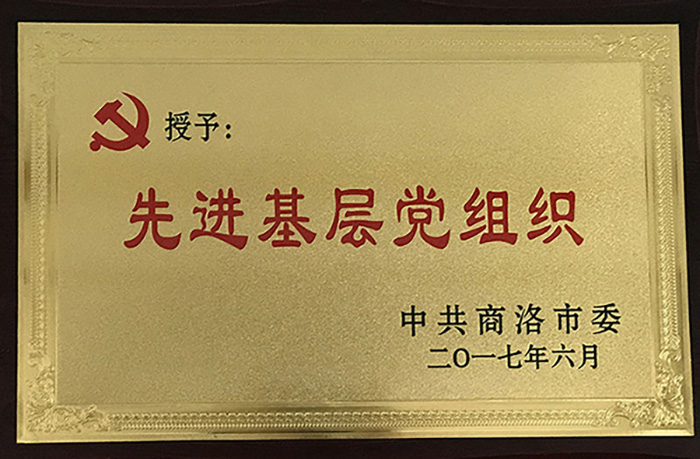 授予：
先进基层党组织
中共商洛市委
二〇一七年六月